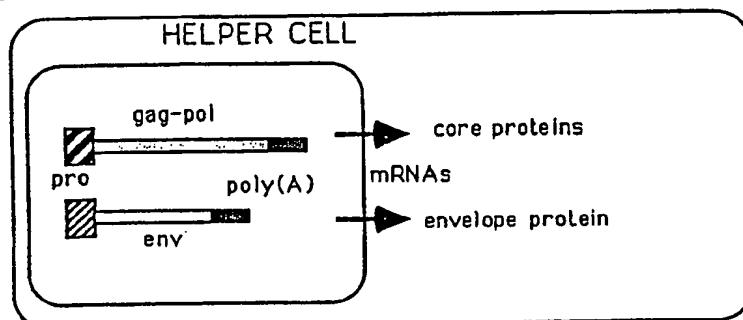 HELPER CELL
gag-pol
core proteins
pro
poly(A)
mRNAs
env
envelope protein